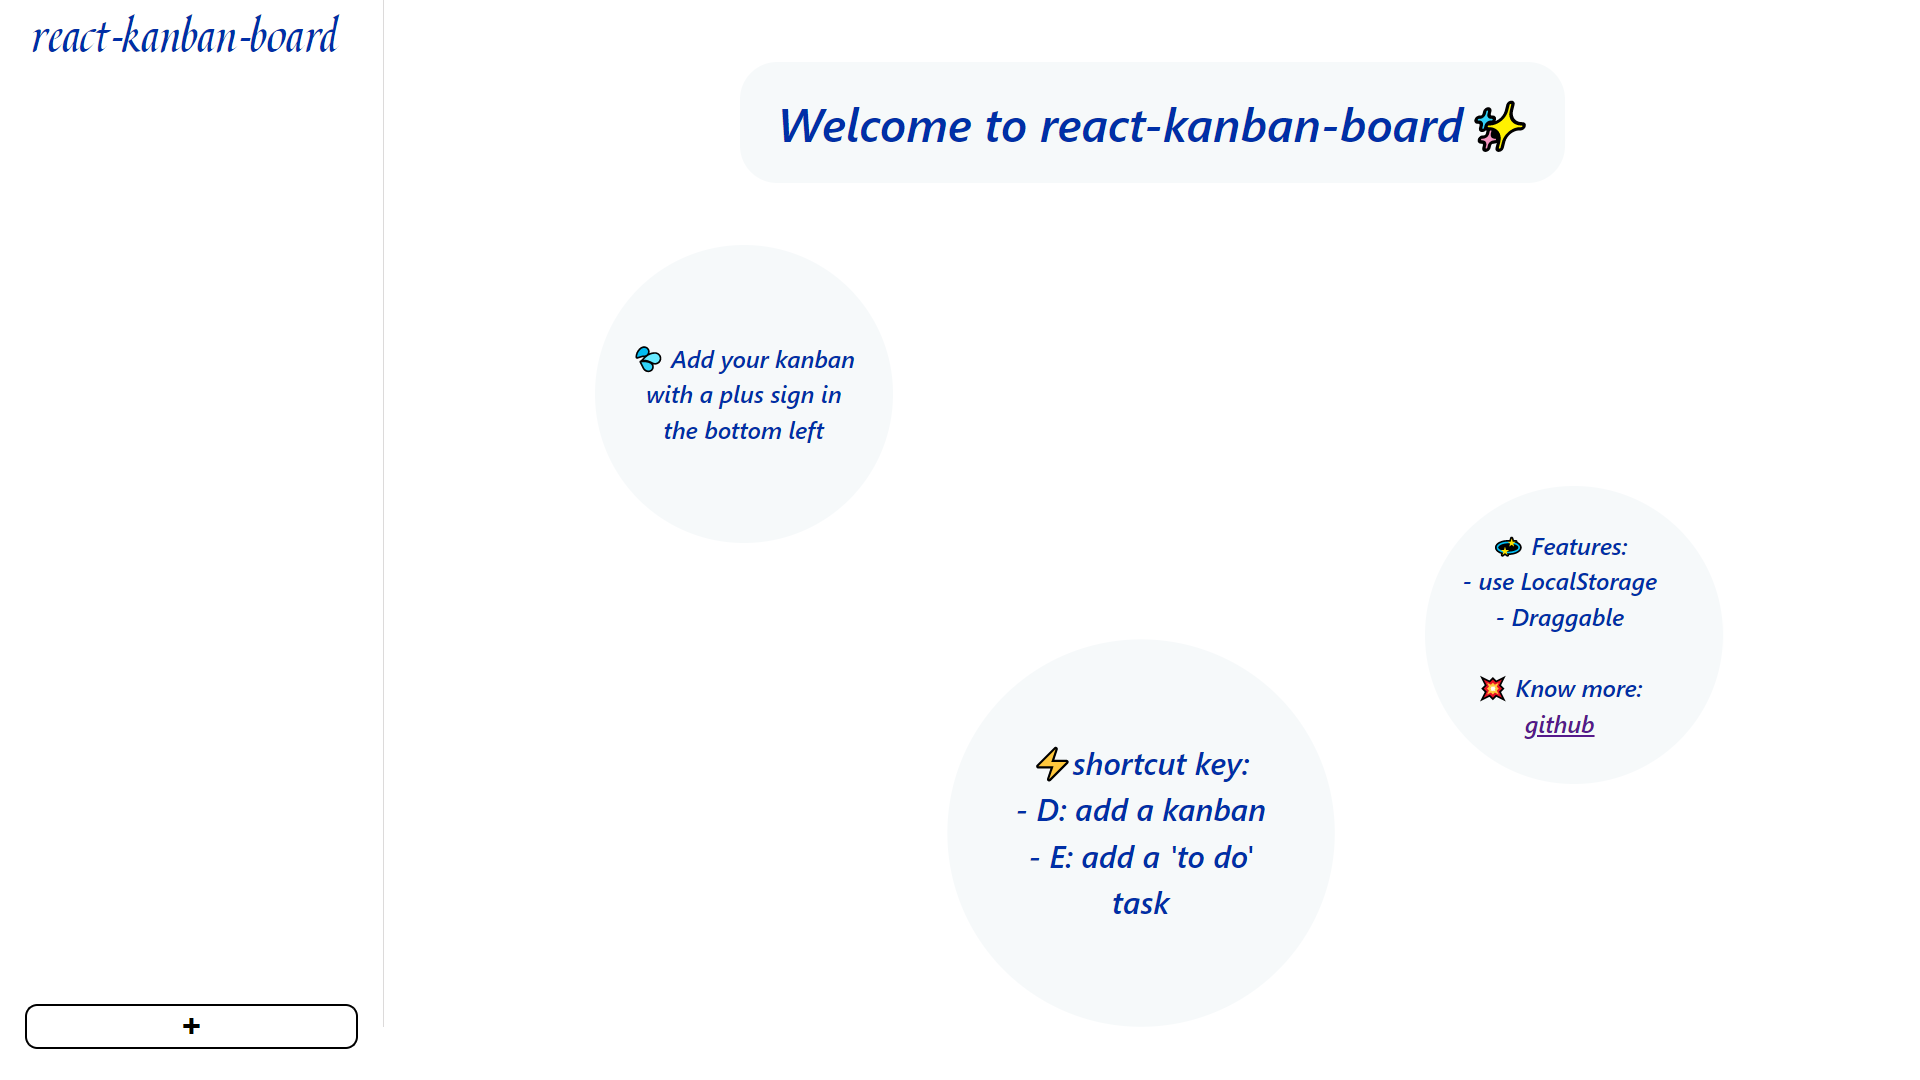 react-kanban-board
Welcome to react-kanban-board ✨
💦 Add your kanban
with a plus sign in
the bottom left
💫 Features:
- use LocalStorage
- Draggable
💥 Know more:
github
⚡shortcut key:
- D: add a kanban
- E: add a 'to do'
task
+